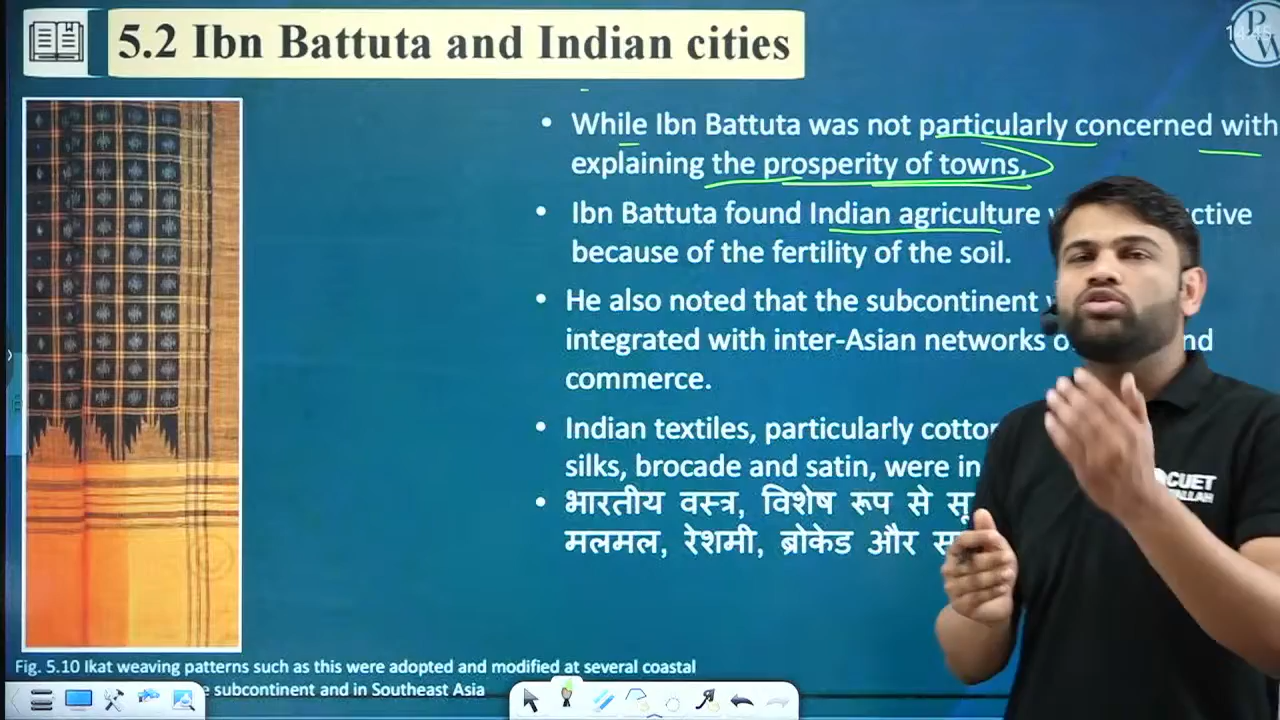 5.2 Ibn Battuta and Indian cities
PW
• While Ibn Battuta was not particularly concerned with
explaining the prosperity of towns,
• Ibn Battuta found Indian agriculture
because of the fertility of the soil.
• He also noted that the subcontinent
integrated with inter-Asian networks
commerce.
• Indian textiles, particularly
silks, brocade and satin, were in
• भारतीय वस्त्र, विशेष रूप से
मलमल, रेशमी, ब्रोकेड और
CUET
Fig. 5.10 Ikat weaving patterns such as this were adopted and modified at several coastal
subcontinent and in Southeast Asia